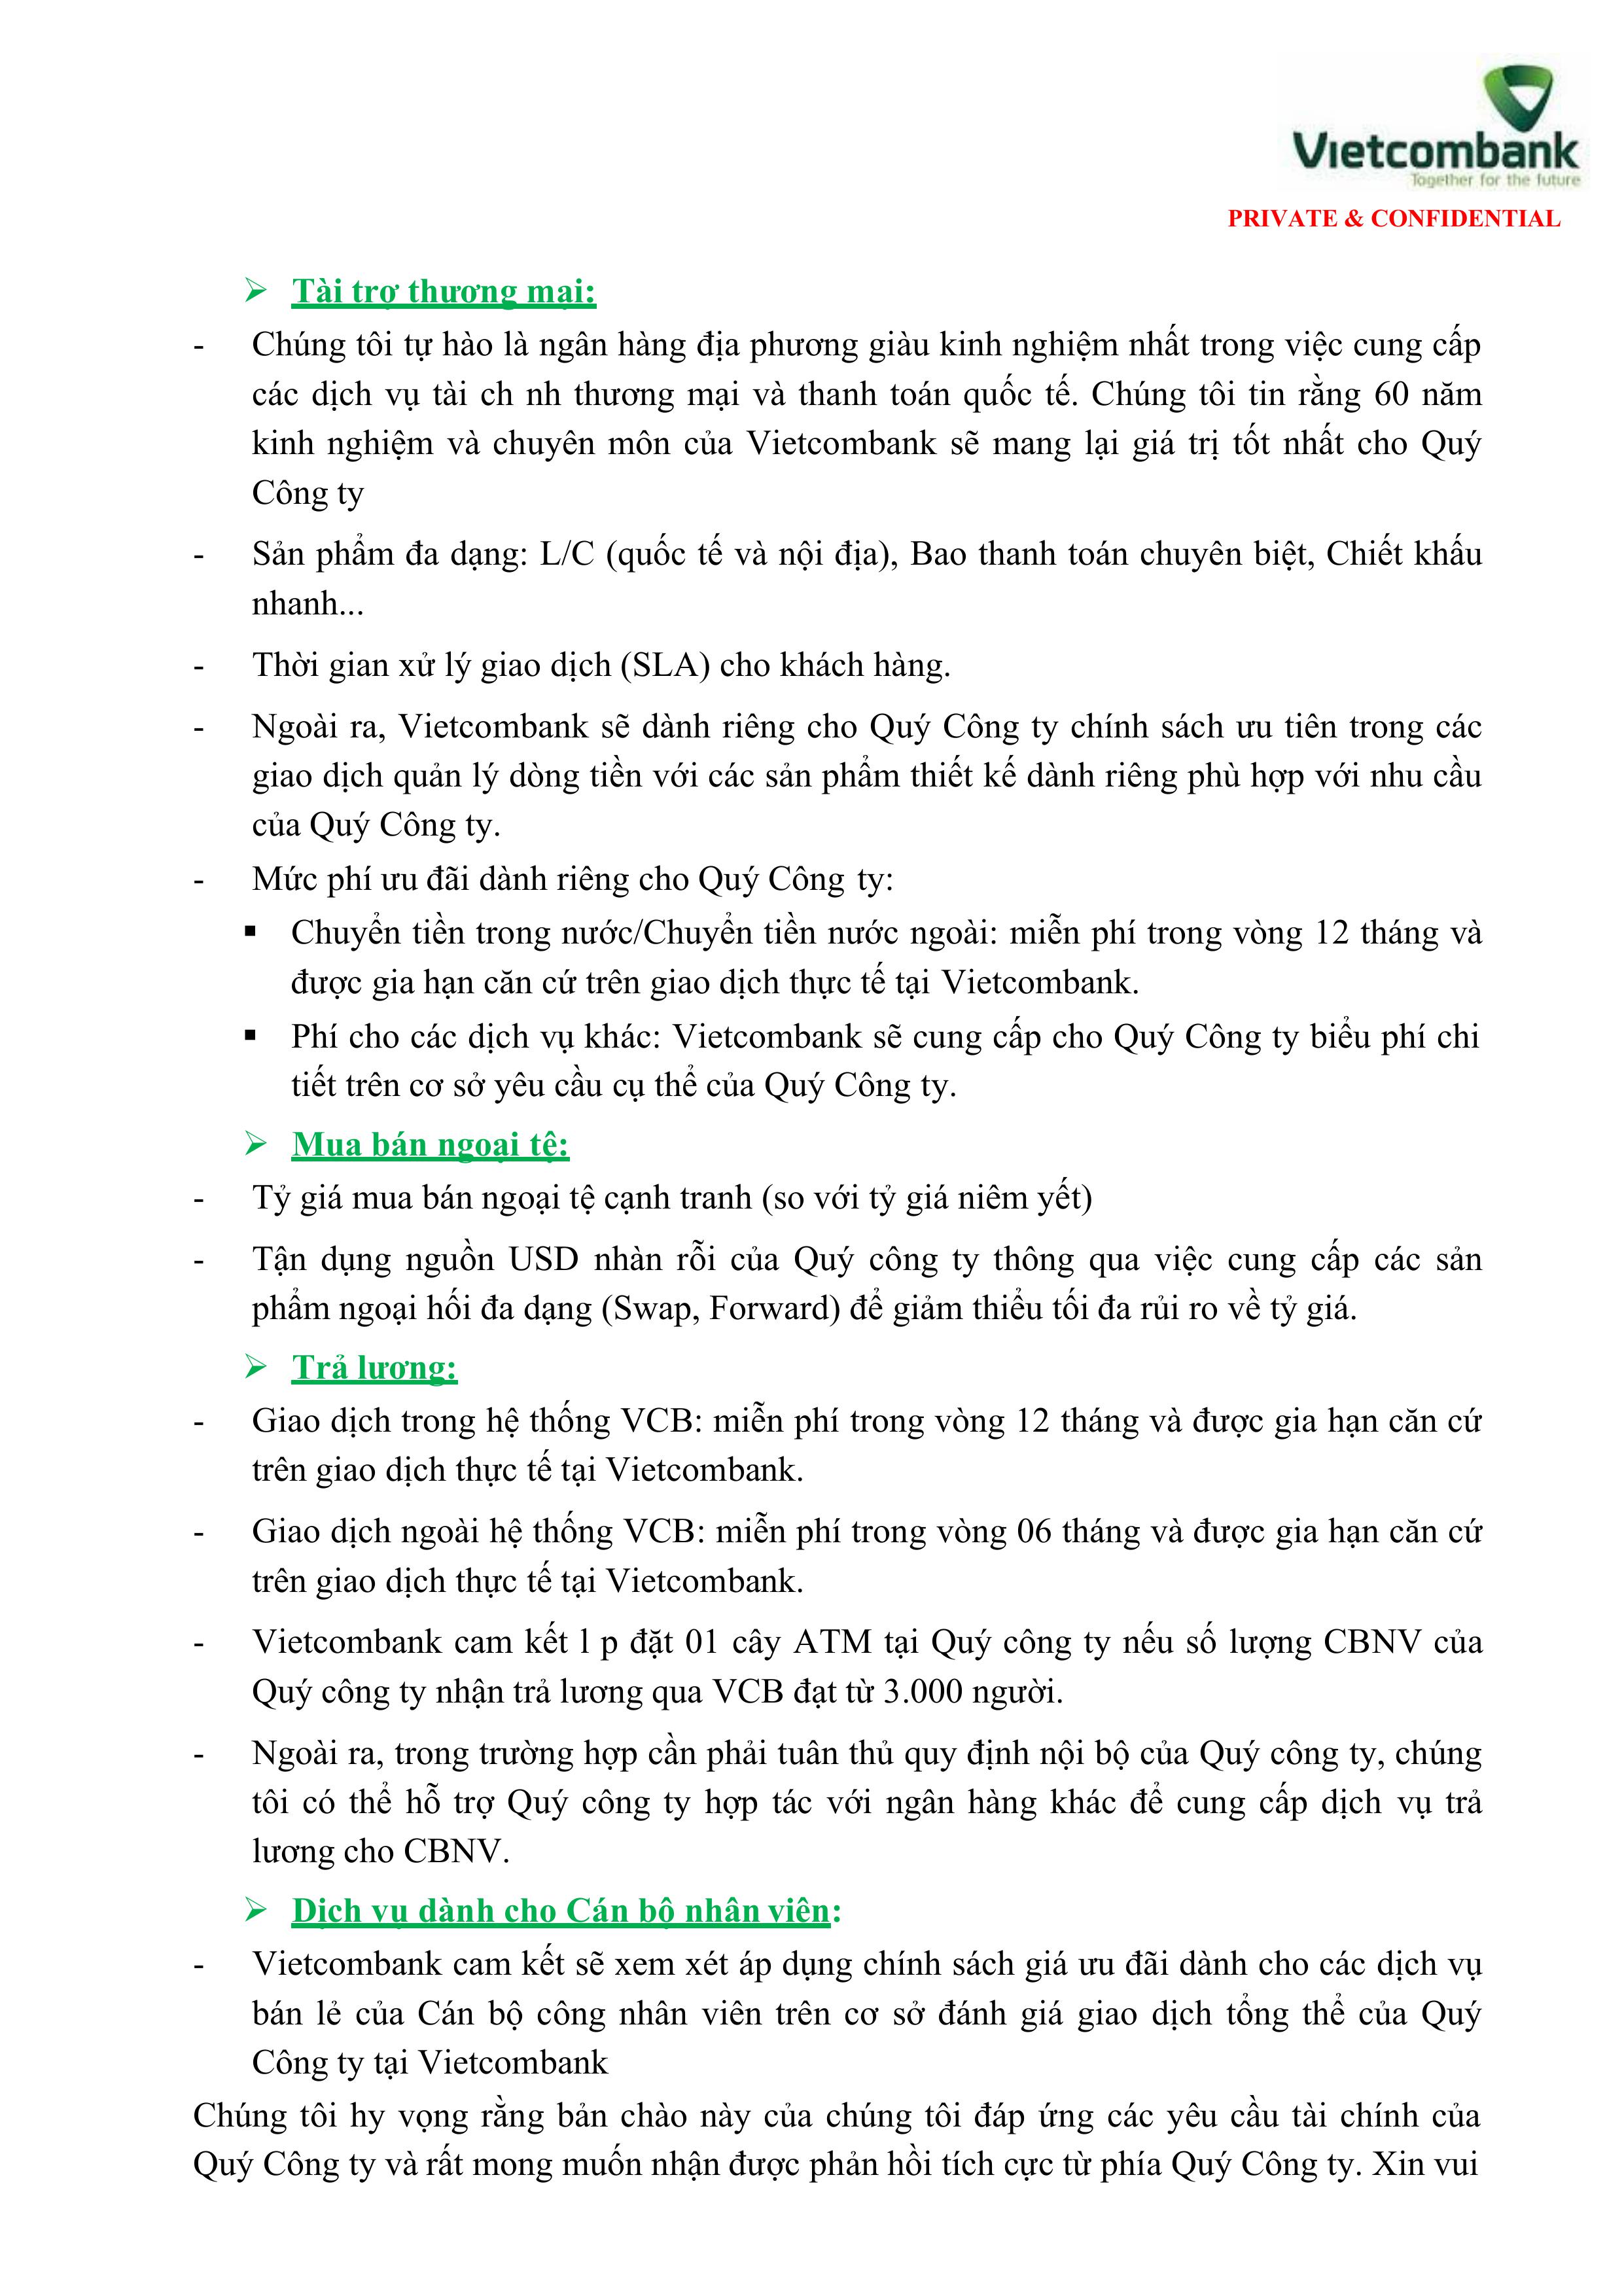 Vietcombank
Together for the future
PRIVATE & CONFIDENTIAL
➢ Tài trợ thương mại:
- Chúng tôi tự hào là ngân hàng địa phương giàu kinh nghiệm nhất trong việc cung cấp
các dịch vụ tài ch nh thương mại và thanh toán quốc tế. Chúng tôi tin rằng 60 năm
kinh nghiệm và chuyên môn của Vietcombank sẽ mang lại giá trị tốt nhất cho Quý
Công ty
- Sản phẩm đa dạng: L/C (quốc tế và nội địa), Bao thanh toán chuyên biệt, Chiết khấu
nhanh...
- Thời gian xử lý giao dịch (SLA) cho khách hàng.
- Ngoài ra, Vietcombank sẽ dành riêng cho Quý Công ty chính sách ưu tiên trong các
giao dịch quản lý dòng tiền với các sản phẩm thiết kế dành riêng phù hợp với nhu cầu
của Quý Công ty.
- Mức phí ưu đãi dành riêng cho Quý Công ty:
▪ Chuyển tiền trong nước/Chuyển tiền nước ngoài: miễn phí trong vòng 12 tháng và
được gia hạn căn cứ trên giao dịch thực tế tại Vietcombank.
▪ Phí cho các dịch vụ khác: Vietcombank sẽ cung cấp cho Quý Công ty biểu phí chi
tiết trên cơ sở yêu cầu cụ thể của Quý Công ty.
➢ Mua bán ngoại tệ:
- Tỷ giá mua bán ngoại tệ cạnh tranh (so với tỷ giá niêm yết)
- Tận dụng nguồn USD nhàn rỗi của Quý công ty thông qua việc cung cấp các sản
phẩm ngoại hối đa dạng (Swap, Forward) để giảm thiểu tối đa rủi ro về tỷ giá.
➢ Trả lương:
- Giao dịch trong hệ thống VCB: miễn phí trong vòng 12 tháng và được gia hạn căn cứ
trên giao dịch thực tế tại Vietcombank.
- Giao dịch ngoài hệ thống VCB: miễn phí trong vòng 06 tháng và được gia hạn căn cứ
trên giao dịch thực tế tại Vietcombank.
- Vietcombank cam kết l p đặt 01 cây ATM tại Quý công ty nếu số lượng CBNV của
Quý công ty nhận trả lương qua VCB đạt từ 3.000 người.
- Ngoài ra, trong trường hợp cần phải tuân thủ quy định nội bộ của Quý công ty, chúng
tôi có thể hỗ trợ Quý công ty hợp tác với ngân hàng khác để cung cấp dịch vụ trả
lương cho CBNV.
➢ Dịch vụ dành cho Cán bộ nhân viên:
- Vietcombank cam kết sẽ xem xét áp dụng chính sách giá ưu đãi dành cho các dịch vụ
bán lẻ của Cán bộ công nhân viên trên cơ sở đánh giá giao dịch tổng thể của Quý
Công ty tại Vietcombank
Chúng tôi hy vọng rằng bản chào này của chúng tôi đáp ứng các yêu cầu tài chính của
Quý Công ty và rất mong muốn nhận được phản hồi tích cực từ phía Quý Công ty. Xin vui